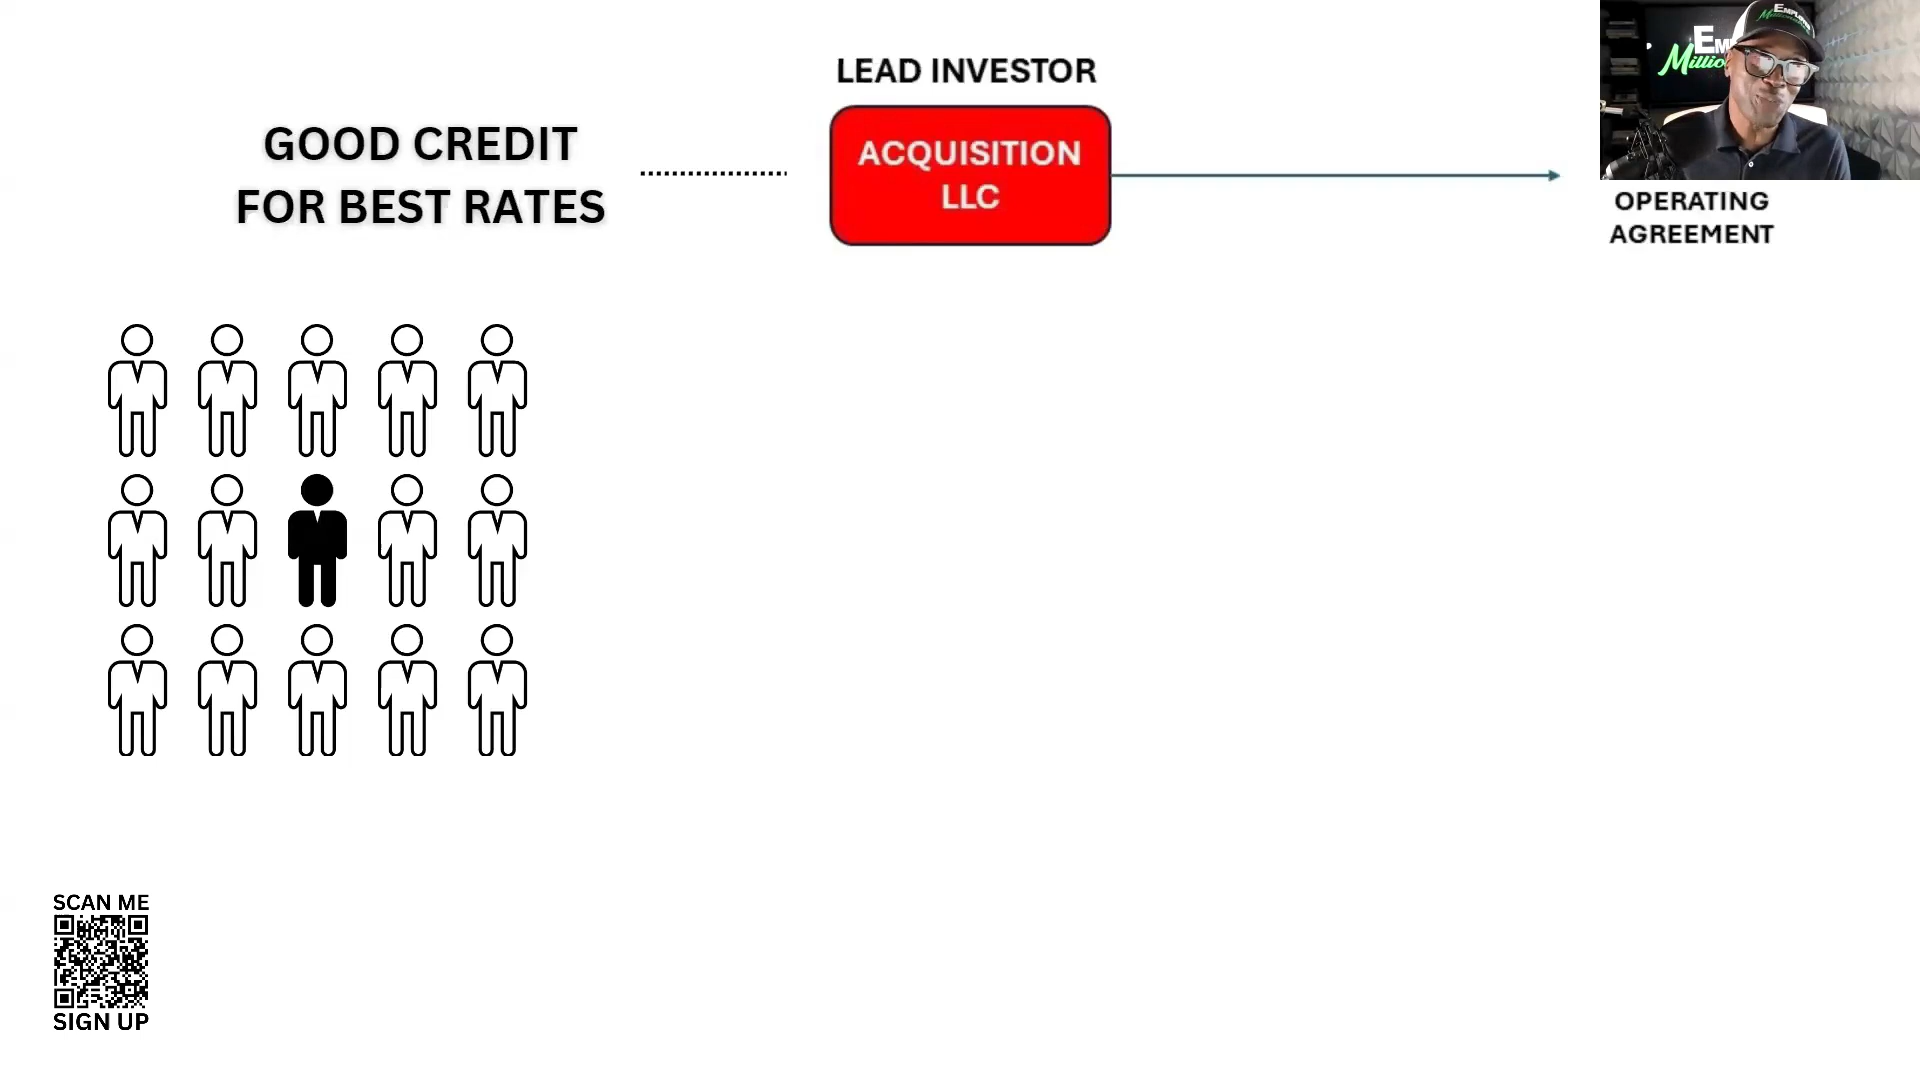 LEAD INVESTOR
GOOD CREDIT
FOR BEST RATES
ACQUISITION
LLC
OPERATING
AGREEMENT
SCAN ME
SIGN UP